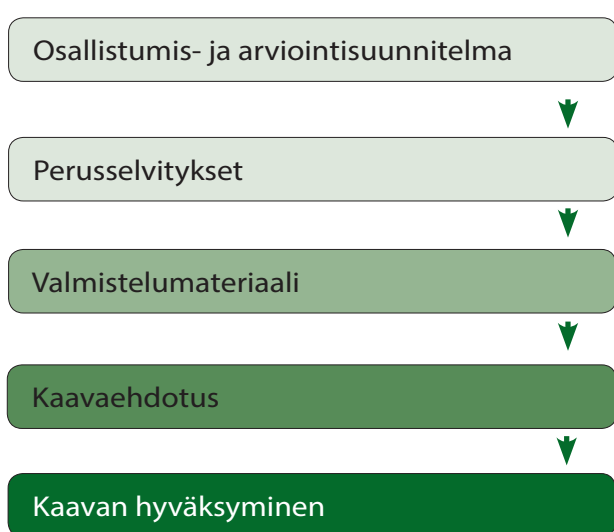 Osallistumis- ja arviointisuunnitelma
Perusselvitykset
Valmistelumateriaali
Kaavaehdotus
Kaavan hyväksyminen